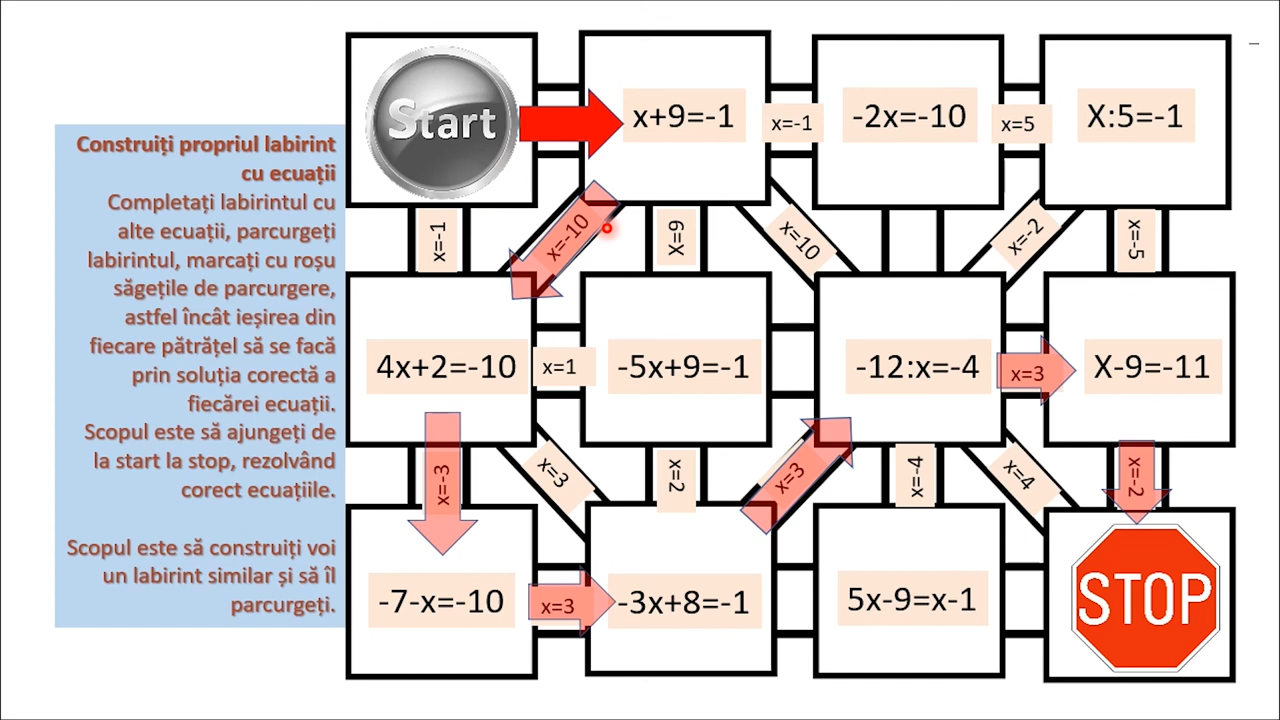 Construiți propriul labirint
cu ecuații
Completați labirintul cu
alte ecuații, parcurgeți
labirintul, marcați cu roșu
săgețile de parcurgere,
astfel încât ieșirea din
fiecare pătrățel să se facă
prin soluția corectă a
fiecărei ecuații.
Scopul este să ajungeți de
la start la stop, rezolvând
corect ecuațiile.
Scopul este să construiți voi
un labirint similar și să îl
parcurgeți.
Start
x+9=-1
x=-1
-2x=-10
x=5
X:5=-1
x=-1
x=-10
X=9
x=10
x=-2
x=-5
4x+2=-10
x=1
-5x+9=-1
-12:x=-4
x=3
X-9=-11
x=-3
x=3
x=2
x=3
x=-4
x=4
x=-2
-7-x=-10
x=3
-3x+8=-1
5x-9=x-1
STOP